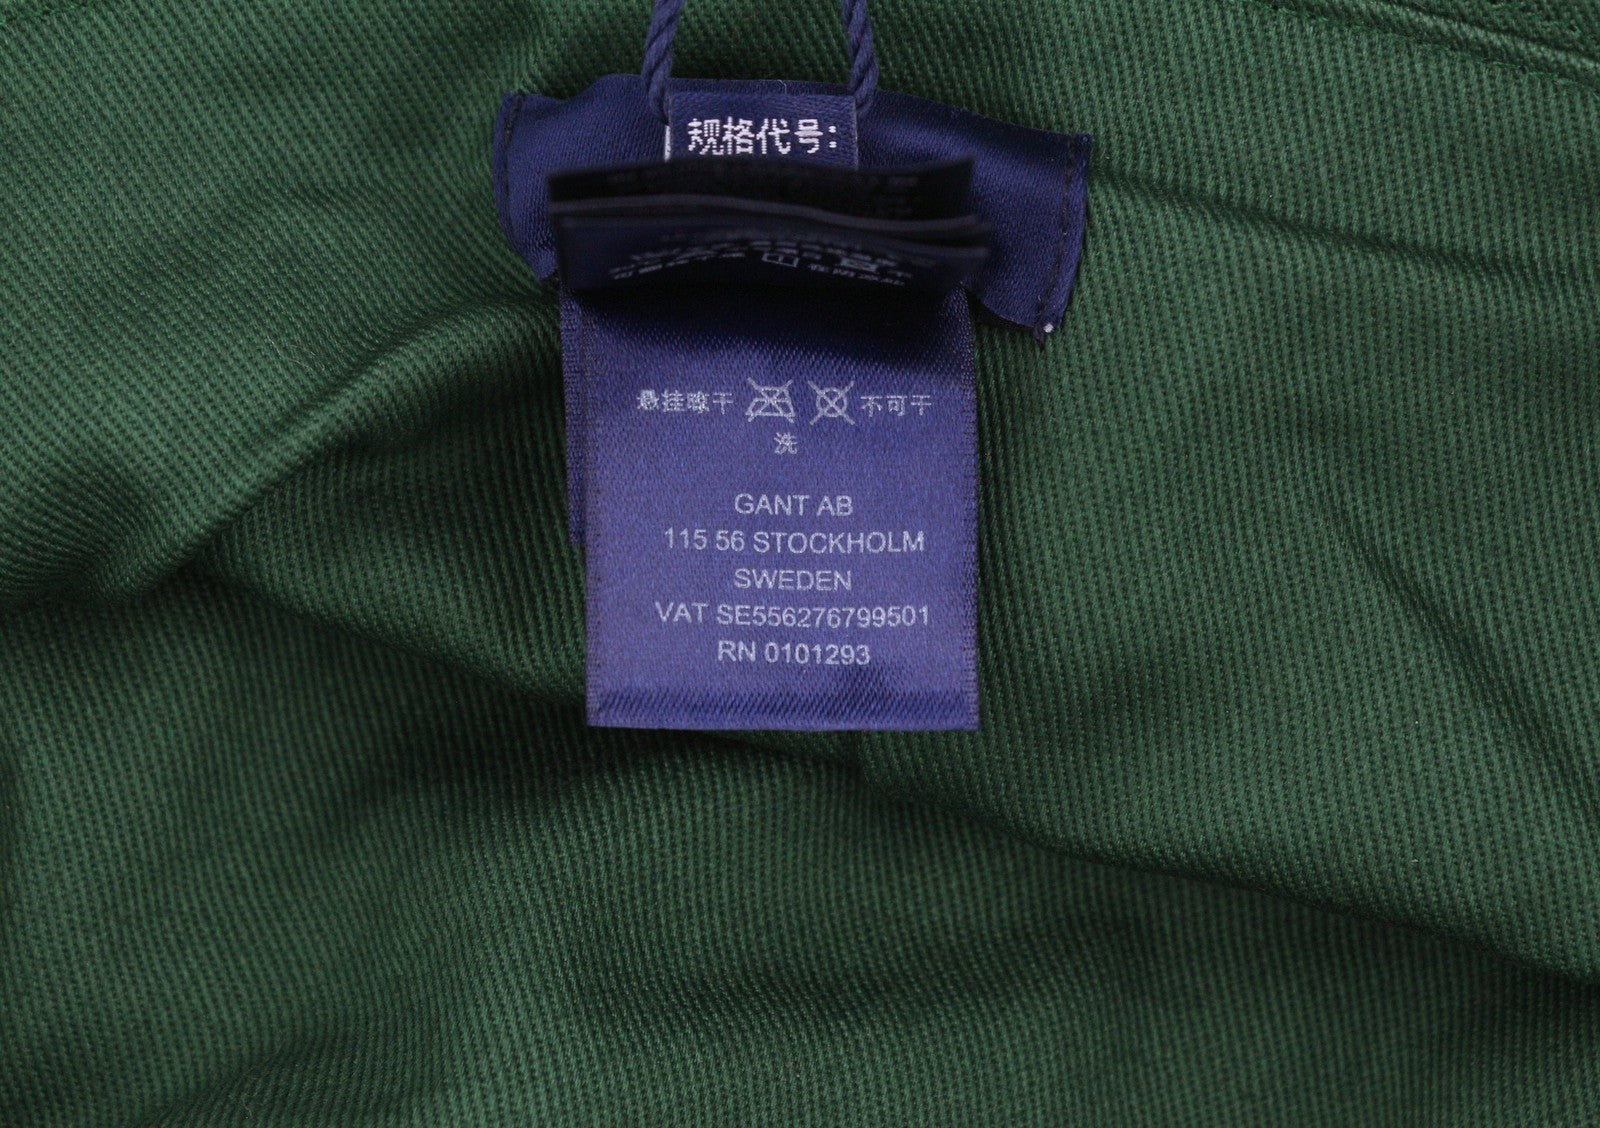 规格代号:
悬挂晾干 不可干
洗
GANT AB
115 56 STOCKHOLM
SWEDEN
VAT SE556276799501
RN 0101293